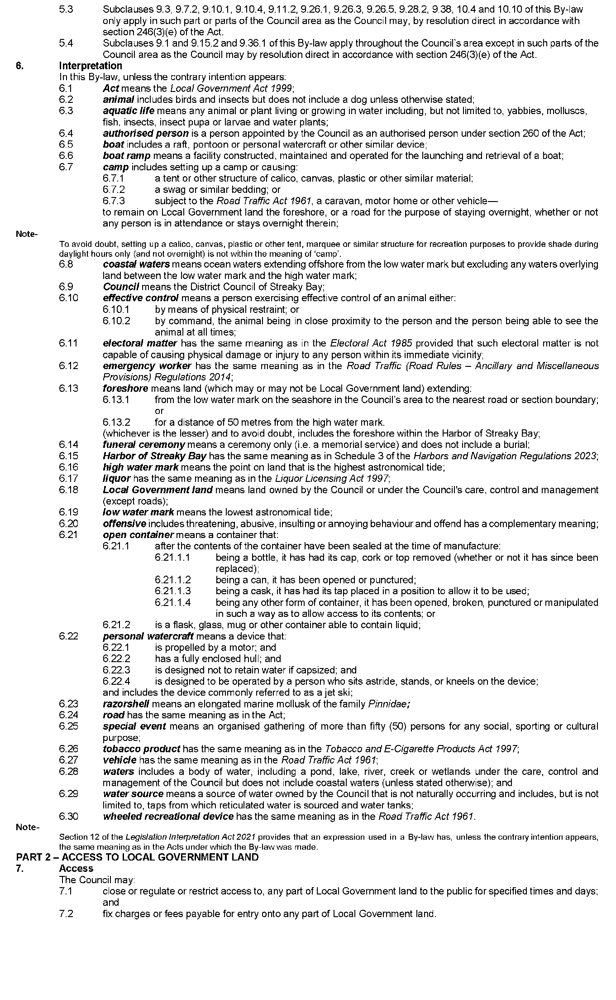 5.3 Subclauses 9.3, 9.7.2, 9.10.1, 9.10.4, 9.11.2, 9.26.1, 9.26.3, 9.26.5, 9.28.2, 9.38, 10.4 and 10.10 of this By-law
only apply in such part or parts of the Council area as the Council may, by resolution direct in accordance with
section 246(3)(e) of the Act.
5.4 Subclauses 9.1 and 9.15.2 and 9.36.1 of this By-law apply throughout the Council's area except in such parts of the
Council area as the Council may by resolution direct in accordance with section 246(3)(e) of the Act.
6. Interpretation
In this By-law, unless the contrary intention appears:
6.1 Act means the Local Government Act 1999;
6.2 animal includes birds and insects but does not include a dog unless otherwise stated;
6.3 aquatic life means any animal or plant living or growing in water including, but not limited to, yabbies, molluscs,
fish, insects, insect pupa or larvae and water plants;
6.4 authorised person is a person appointed by the Council as an authorised person under section 260 of the Act;
6.5 boat includes a raft, pontoon or personal watercraft or other similar device;
6.6 boat ramp means a facility constructed, maintained and operated for the launching and retrieval of a boat;
6.7 camp includes setting up a camp or causing:
6.7.1 a tent or other structure of calico, canvas, plastic or other similar material;
6.7.2 a swag or similar bedding; or
6.7.3 subject to the Road Traffic Act 1961, a caravan, motor home or other vehicle—
to remain on Local Government land the foreshore, or a road for the purpose of staying overnight, whether or not
any person is in attendance or stays overnight therein;
Note-
To avoid doubt, setting up a calico, canvas, plastic or other tent, marquee or similar structure for recreation purposes to provide shade during
daylight hours only (and not overnight) is not within the meaning of ‘camp’.
6.8 coastal waters means ocean waters extending offshore from the low water mark but excluding any waters overlying
land between the low water mark and the high water mark;
6.9 Council means the District Council of Streaky Bay;
6.10 effective control means a person exercising effective control of an animal either:
6.10.1 by means of physical restraint; or
6.10.2 by command, the animal being in close proximity to the person and the person being able to see the
animal at all times;
6.11 electoral matter has the same meaning as in the Electoral Act 1985 provided that such electoral matter is not
capable of causing physical damage or injury to any person within its immediate vicinity;
6.12 emergency worker has the same meaning as in the Road Traffic (Road Rules – Ancillary and Miscellaneous
Provisions) Regulations 2014;
6.13 foreshore means land (which may or may not be Local Government land) extending:
6.13.1 from the low water mark on the seashore in the Council's area to the nearest road or section boundary;
or
6.13.2 for a distance of 50 metres from the high water mark.
(whichever is the lesser) and to avoid doubt, includes the foreshore within the Harbor of Streaky Bay;
6.14 funeral ceremony means a ceremony only (i.e. a memorial service) and does not include a burial;
6.15 Harbor of Streaky Bay has the same meaning as in Schedule 3 of the Harbors and Navigation Regulations 2023;
6.16 high water mark means the point on land that is the highest astronomical tide;
6.17 liquor has the same meaning as in the Liquor Licensing Act 1997;
6.18 Local Government land means land owned by the Council or under the Council's care, control and management
(except roads);
6.19 low water mark means the lowest astronomical tide;
6.20 offensive includes threatening, abusive, insulting or annoying behaviour and offend has a complementary meaning;
6.21 open container means a container that:
6.21.1 after the contents of the container have been sealed at the time of manufacture:
6.21.1.1 being a bottle, it has had its cap, cork or top removed (whether or not it has since been
replaced);
6.21.1.2 being a can, it has been opened or punctured;
6.21.1.3 being a cask, it has had its tap placed in a position to allow it to be used;
6.21.1.4 being any other form of container, it has been opened, broken, punctured or manipulated
in such a way as to allow access to its contents; or
6.21.2 is a flask, glass, mug or other container able to contain liquid;
6.22 personal watercraft means a device that:
6.22.1 is propelled by a motor; and
6.22.2 has a fully enclosed hull; and
6.22.3 is designed not to retain water if capsized; and
6.22.4 is designed to be operated by a person who sits astride, stands, or kneels on the device;
and includes the device commonly referred to as a jet ski;
6.23 razorshell means an elongated marine mollusk of the family Pinnidae;
6.24 road has the same meaning as in the Act;
6.25 special event means an organised gathering of more than fifty (50) persons for any social, sporting or cultural
purpose;
6.26 tobacco product has the same meaning as in the Tobacco and E-Cigarette Products Act 1997;
6.27 vehicle has the same meaning as in the Road Traffic Act 1961;
6.28 waters includes a body of water, including a pond, lake, river, creek or wetlands under the care, control and
management of the Council but does not include coastal waters (unless stated otherwise); and
6.29 water source means a source of water owned by the Council that is not naturally occurring and includes, but is not
limited to, taps from which reticulated water is sourced and water tanks;
6.30 wheeled recreational device has the same meaning as in the Road Traffic Act 1961.
Note-
Section 12 of the Legislation Interpretation Act 2021 provides that an expression used in a By-law has, unless the contrary intention appears,
the same meaning as in the Acts under which the By-law was made.
PART 2 – ACCESS TO LOCAL GOVERNMENT LAND
7. Access
The Council may:
7.1 close or regulate or restrict access to, any part of Local Government land to the public for specified times and days;
and
7.2 fix charges or fees payable for entry onto any part of Local Government land.